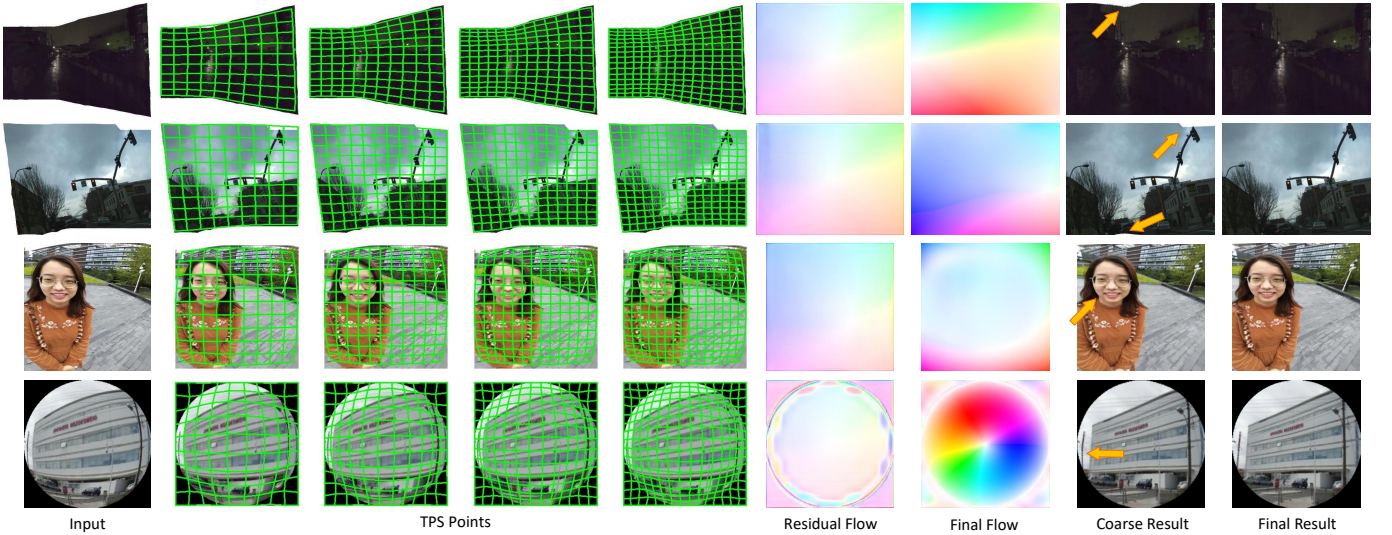 Input
TPS Points
Residual Flow
Final Flow
Coarse Result
Final Result